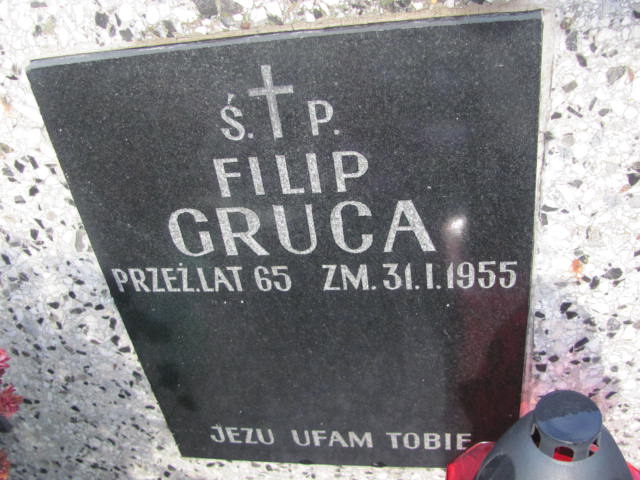 Ś. P.
FILIP
GRUCA
PRZEŻ.LAT 65 ZM. 31.I.1955
JEZU UFAM TOBIE